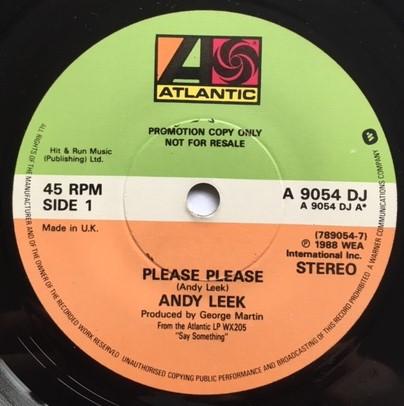 ATLANTIC
PROMOTION COPY ONLY
NOT FOR RESALE
Hit & Run Music
(Publishing) Ltd.
45 RPM
SIDE 1
Made in U.K.
A 9054 DJ
A 9054 DJ A*
(789054-7)
Ⓟ 1988 WEA
International Inc.
STEREO
PLEASE PLEASE
(Andy Leek)
ANDY LEEK
Produced by George Martin
From the Atlantic LP WX205
"Say Something"
ALL RIGHTS OF THE MANUFACTURER AND OF THE OWNER OF THE RECORDED WORK RESERVED UNAUTHORISED COPYING PUBLIC PERFORMANCE AND BROADCASTING OF THIS RECORD PROHIBITED A WARNER COMMUNICATIONS COMPANY